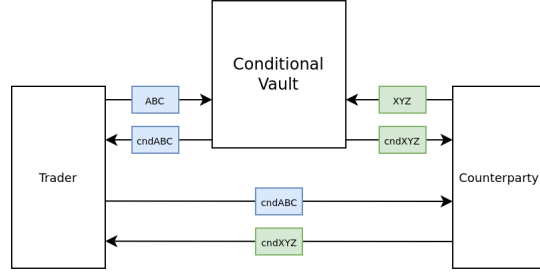 Conditional
Vault
ABC
XYZ
cndABC
cndXYZ
Trader
Counterparty
cndABC
cndXYZ